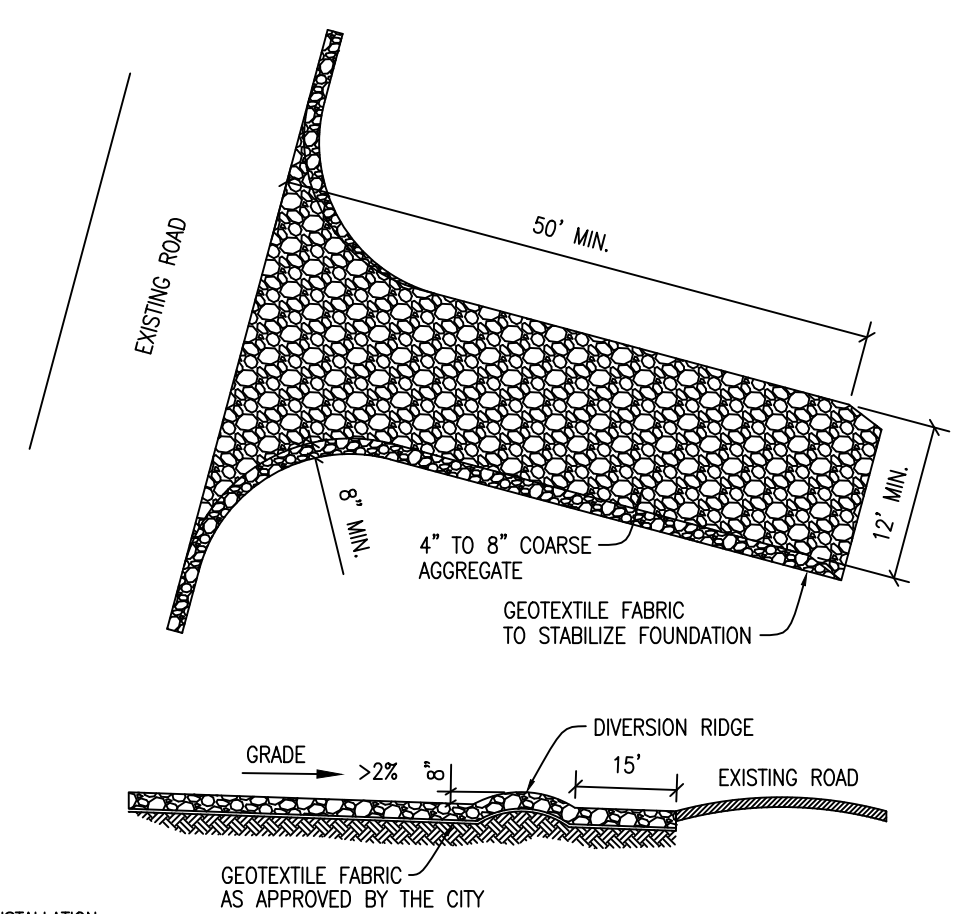 50' MIN.
EXISTING ROAD
12' MIN.
8" MIN.
4" TO 8" COARSE
AGGREGATE
GEOTEXTILE FABRIC
TO STABILIZE FOUNDATION
DIVERSION RIDGE
GRADE
>2%
8"
15'
EXISTING ROAD
GEOTEXTILE FABRIC
AS APPROVED BY THE CITY